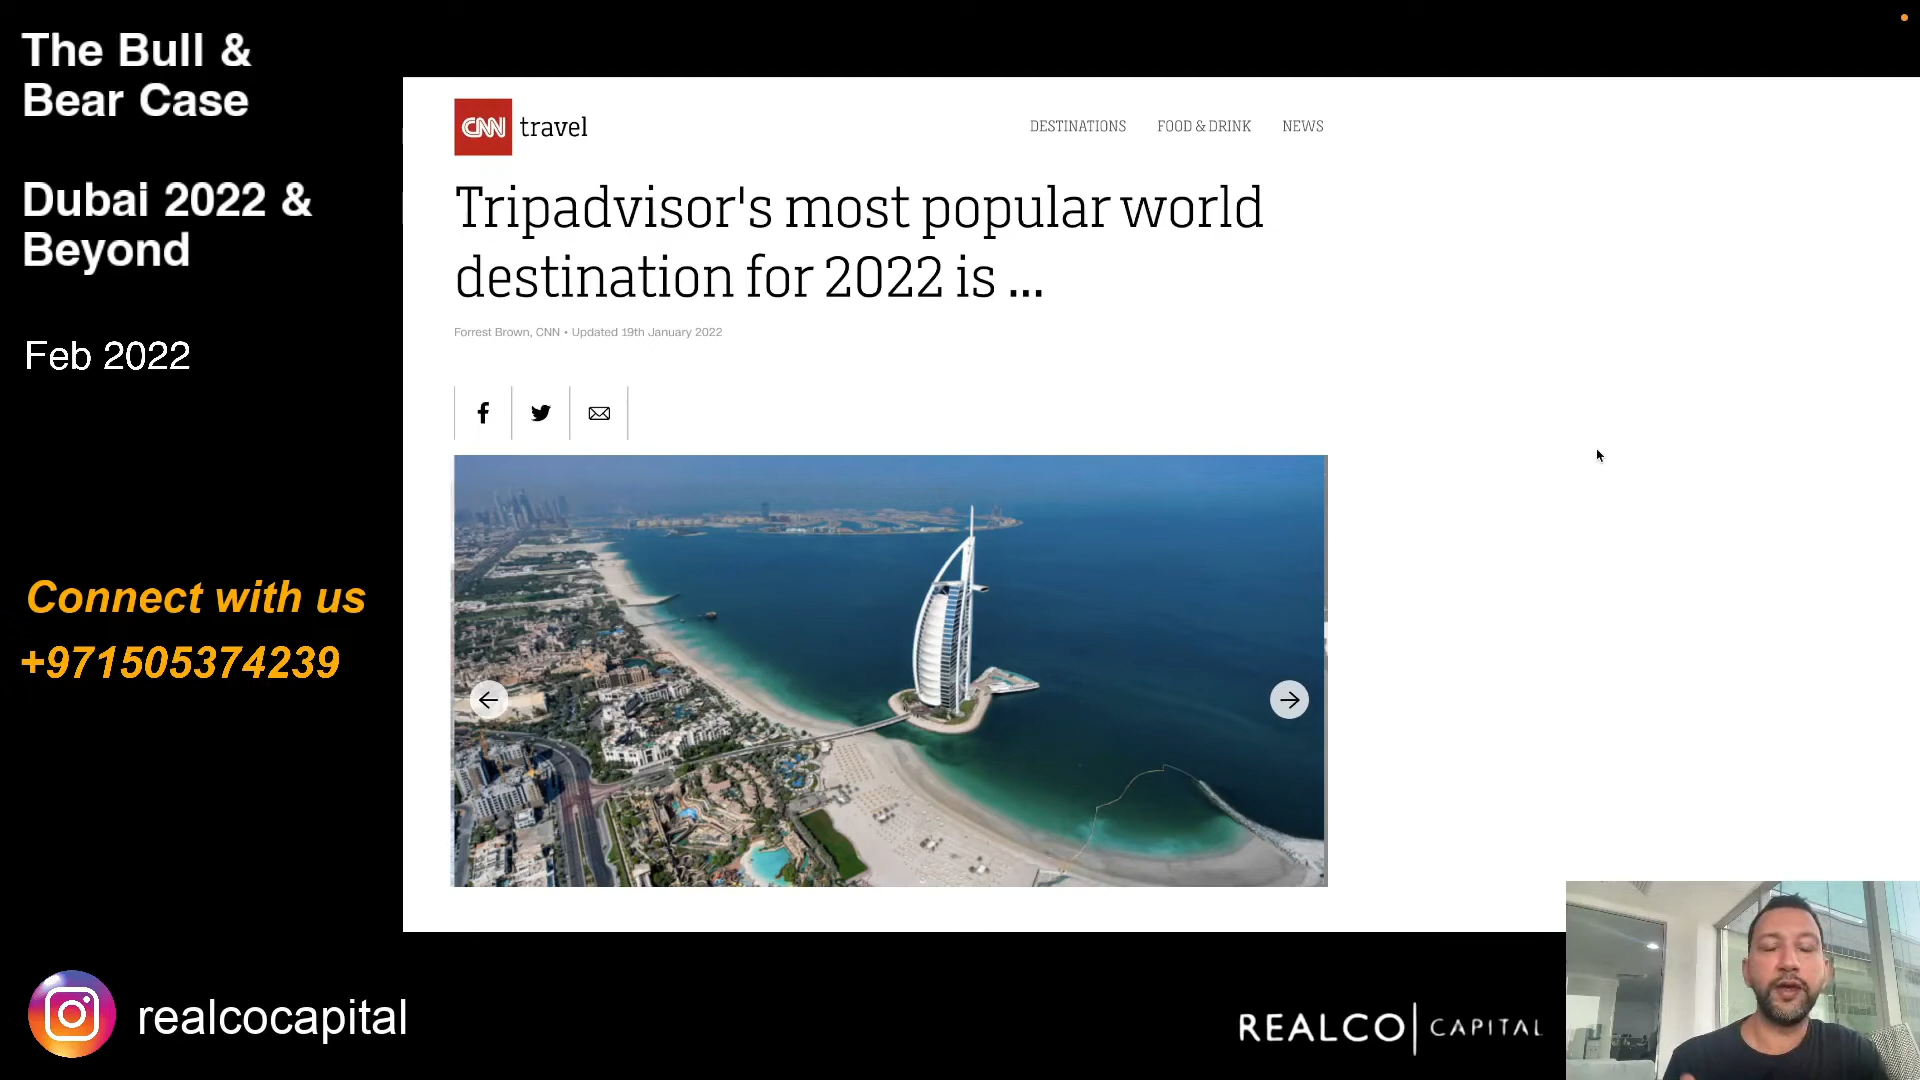 The Bull &
Bear Case
Dubai 2022 &
Beyond
Feb 2022
Connect with us
+971505374239
realcocapital
CNN travel
DESTINATIONS FOOD & DRINK NEWS
Tripadvisor's most popular world
destination for 2022 is ...
Forrest Brown, CNN • Updated 19th January 2022
REALCO | CAPITAL